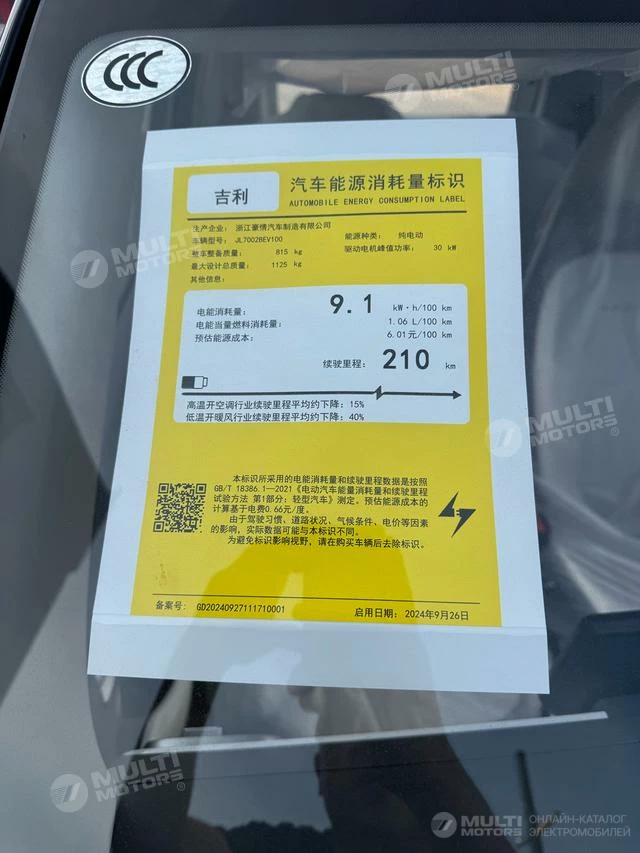 CCC
MULTI
MOTORS®
吉利
汽车能源消耗量标识
AUTOMOBILE ENERGY CONSUMPTION LABEL
生产企业： 浙江豪情汽车制造有限公司
车辆型号： JL7002BEV100
能源种类： 纯电动
整车整备质量： 815 kg
驱动电机峰值功率： 30 kW
最大设计总质量： 1125 kg
其他信息：
电能消耗量： 9.1 kW·h/100 km
电能当量燃料消耗量： 1.06 L/100 km
预估能源成本： 6.01元/100 km
续驶里程： 210 km
高温开空调行业续驶里程平均约下降：15%
低温开暖风行业续驶里程平均约下降：40%
本标识所采用的电能消耗量和续驶里程数据是按照
GB/T 18386.1—2021《电动汽车能量消耗量和续驶里程
试验方法 第1部分：轻型汽车》测定。预估能源成本的
计算基于电费0.66元/度。
由于驾驶习惯、道路状况、气候条件、电价等因素
的影响，实际数据可能与本标识不同。
为避免标识影响视野，请在购买车辆后去除标识。
备案号： GD20240927111710001
启用日期： 2024年9月26日
MULTI
MOTORS®
MULTI
MOTORS®
MULTI
MOTORS®
MULTI
MOTORS
ОНЛАЙН-КАТАЛОГ
ЭЛЕКТРОМОБИЛЕЙ